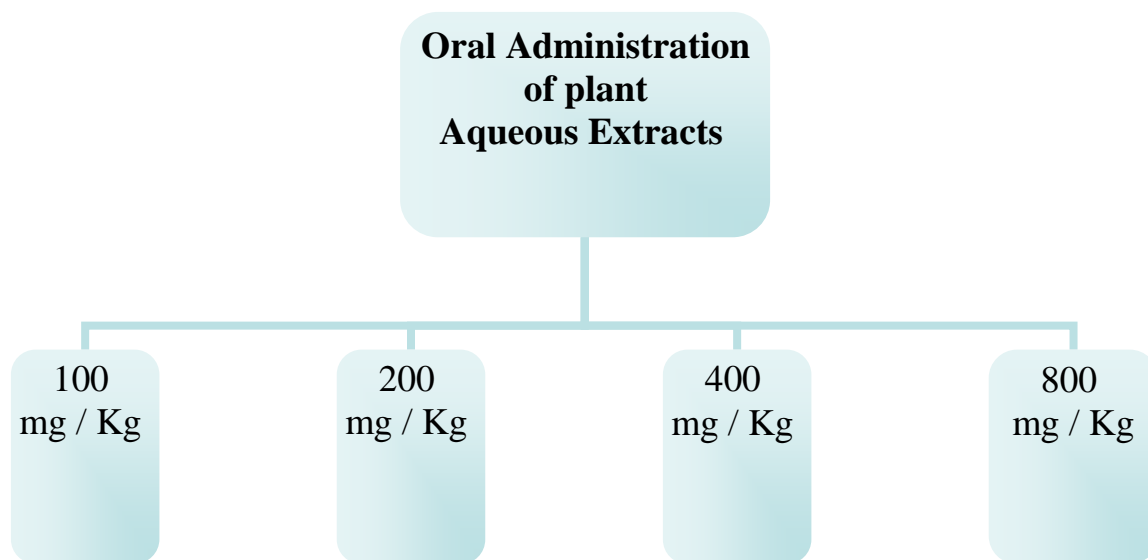 Oral Administration
of plant
Aqueous Extracts
100
mg / Kg
200
mg / Kg
400
mg / Kg
800
mg / Kg